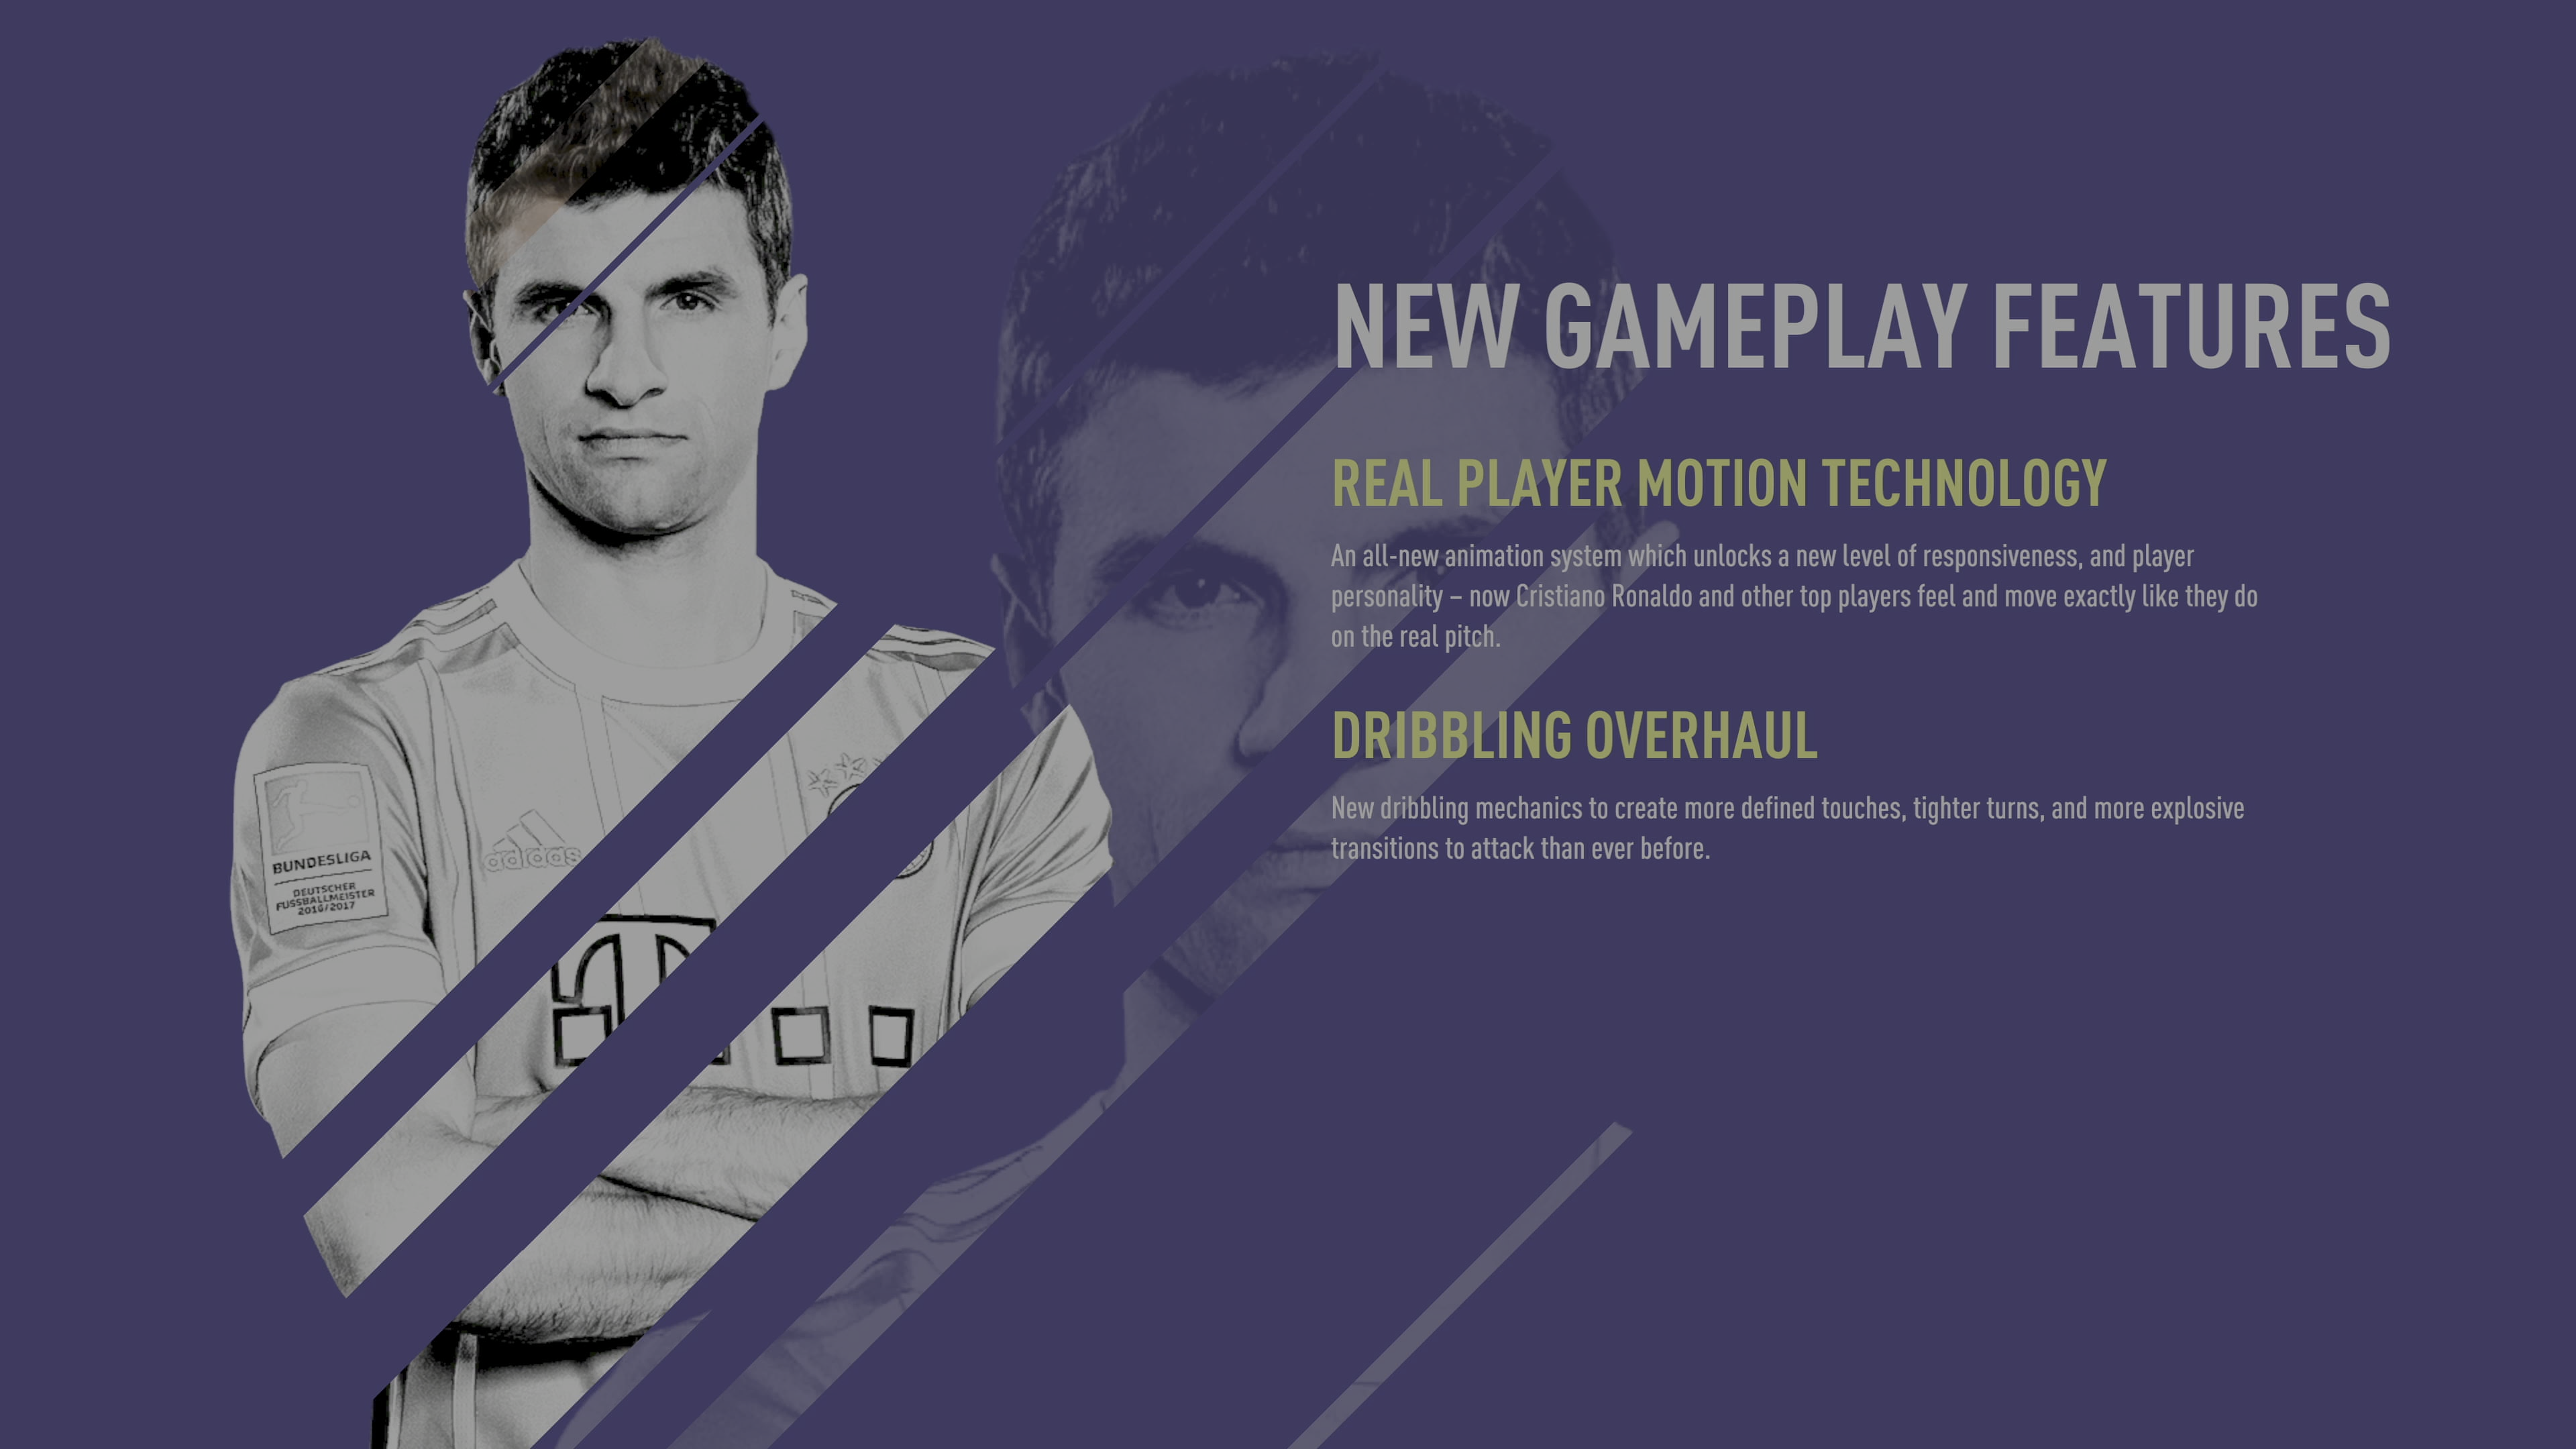 NEW GAMEPLAY FEATURES
REAL PLAYER MOTION TECHNOLOGY
An all-new animation system which unlocks a new level of responsiveness, and player
personality – now Cristiano Ronaldo and other top players feel and move exactly like they do
on the real pitch.
DRIBBLING OVERHAUL
New dribbling mechanics to create more defined touches, tighter turns, and more explosive
transitions to attack than ever before.
adidas
BUNDESLIGA
DEUTSCHER
FUSSBALLMEISTER
2016/2017